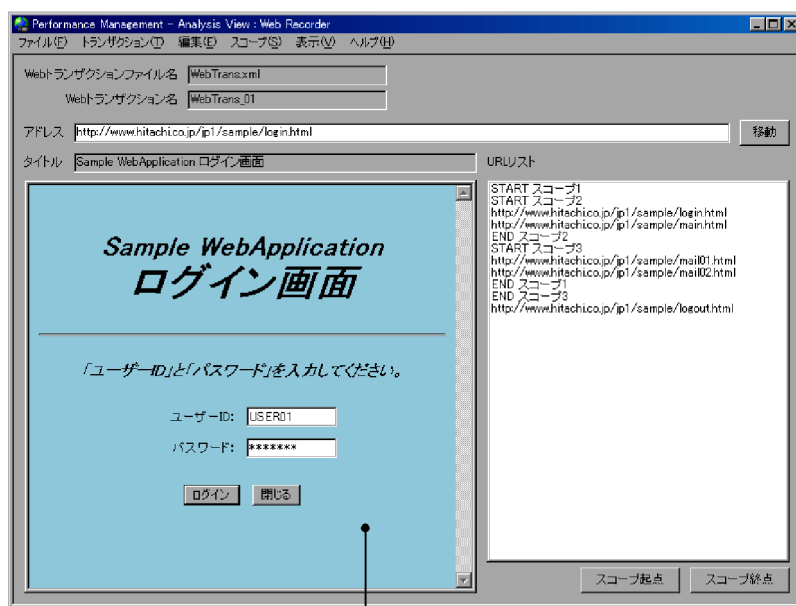 Performance Management - Analysis View : Web Recorder
ファイル(F) トランザクション(T) 編集(E) スコープ(S) 表示(V) ヘルプ(H)
Webトランザクションファイル名 WebTrans.xml
Webトランザクション名 WebTrans_01
アドレス http://www.hitachi.co.jp/jp1/sample/login.html 移動
タイトル Sample WebApplication ログイン画面
URLリスト
Sample WebApplication
ログイン画面
「ユーザーID」と「パスワード」を入力してください。
ユーザーID: USER01
パスワード: *******
ログイン 閉じる
START スコープ1
START スコープ2
http://www.hitachi.co.jp/jp1/sample/login.html
http://www.hitachi.co.jp/jp1/sample/main.html
END スコープ2
START スコープ3
http://www.hitachi.co.jp/jp1/sample/mail01.html
http://www.hitachi.co.jp/jp1/sample/mail02.html
END スコープ1
END スコープ3
http://www.hitachi.co.jp/jp1/sample/logout.html
スコープ起点 スコープ終点